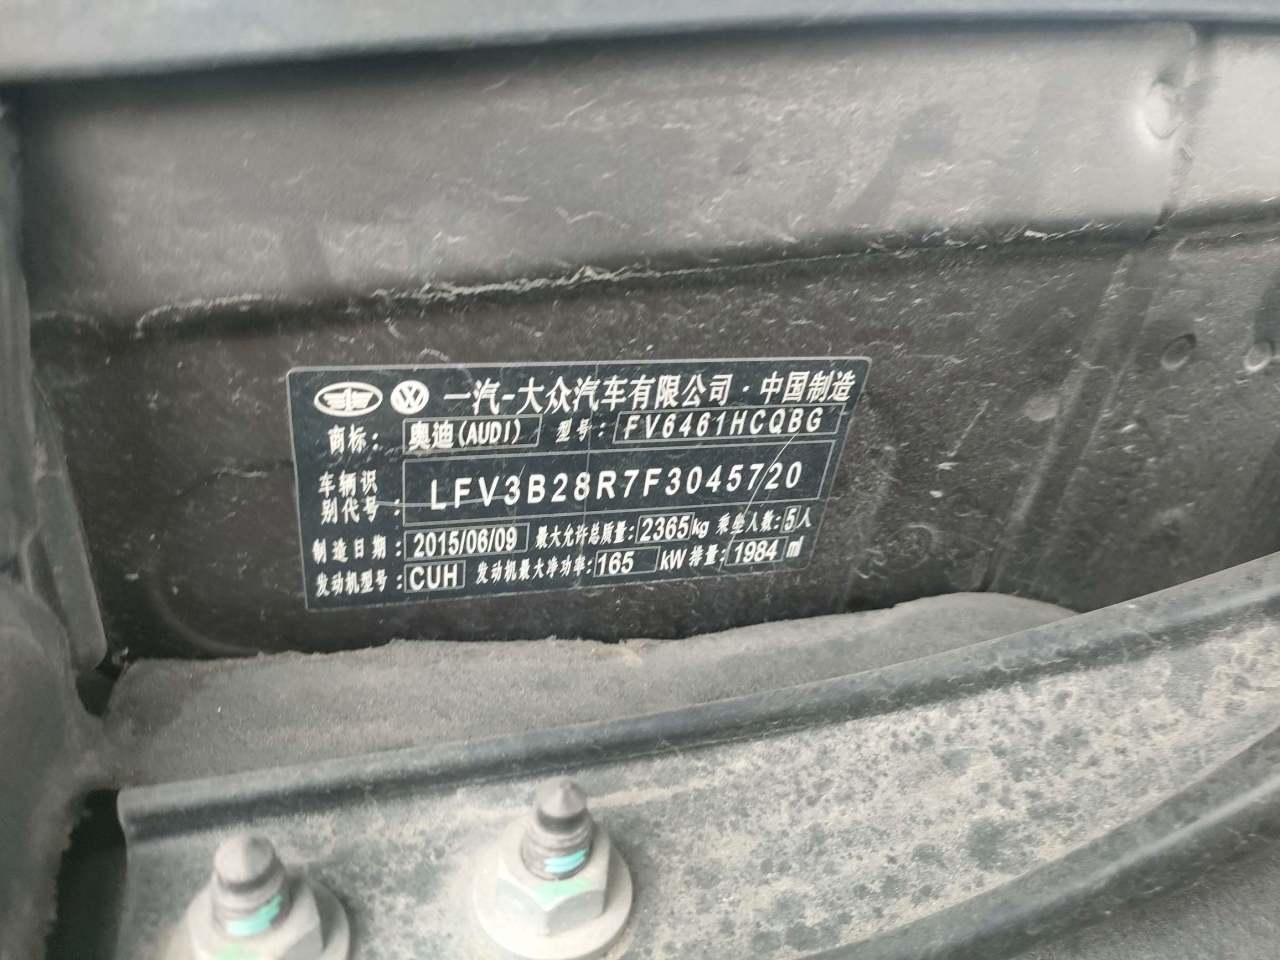 一汽-大众汽车有限公司·中国制造
商标: 奥迪(AUDI) 型号: FV6461HCQBG
车辆识
别代号: LFV3B28R7F3045720
制造日期: 2015/06/09 最大允许总质量: 2365kg 乘坐人数: 5人
发动机型号: CUH 发动机最大净功率: 165 kW 排量: 1984 ml